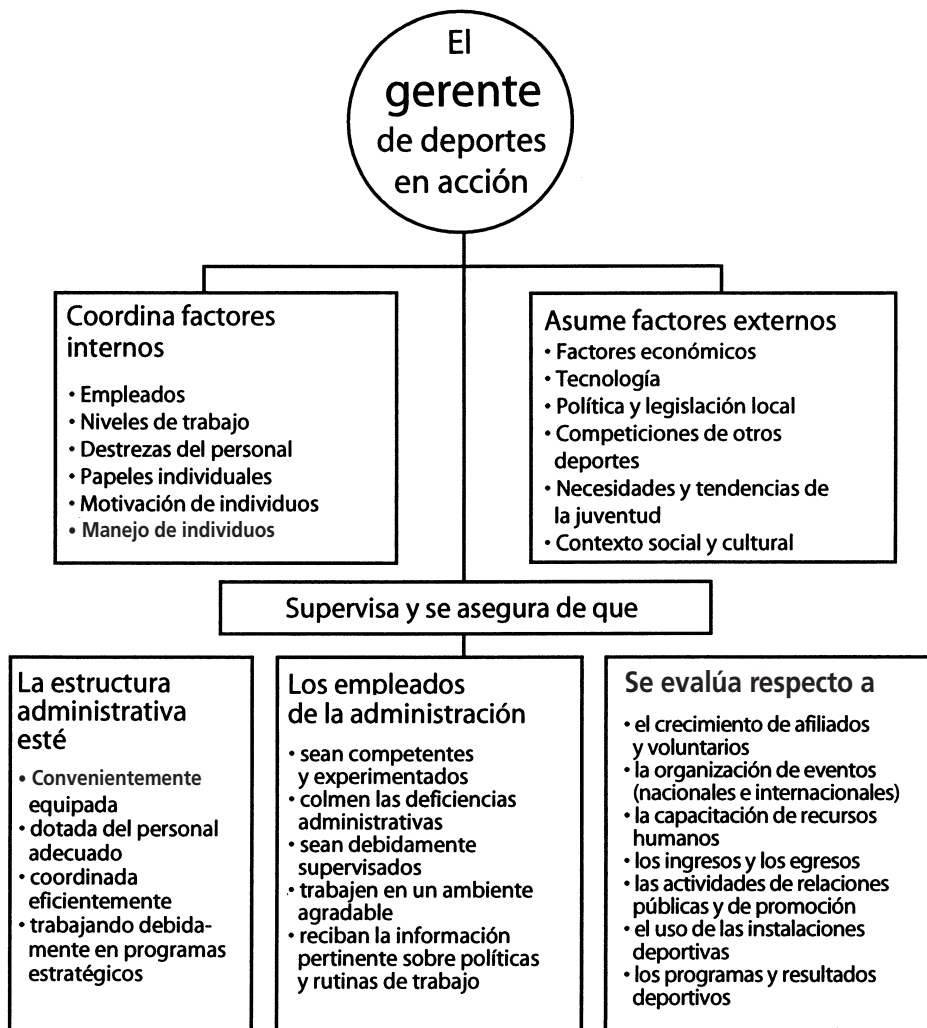 El
gerente
de deportes
en acción
Coordina factores
internos
• Empleados
• Niveles de trabajo
• Destrezas del personal
• Papeles individuales
• Motivación de individuos
• Manejo de individuos
Asume factores externos
• Factores económicos
• Tecnología
• Política y legislación local
• Competiciones de otros
deportes
• Necesidades y tendencias de
la juventud
• Contexto social y cultural
Supervisa y se asegura de que
La estructura
administrativa
esté
• Convenientemente
equipada
• dotada del personal
adecuado
• coordinada
eficientemente
• trabajando debida-
mente en programas
estratégicos
Los empleados
de la administración
• sean competentes
y experimentados
• colmen las deficiencias
administrativas
• sean debidamente
supervisados
• trabajen en un ambiente
agradable
• reciban la información
pertinente sobre políticas
y rutinas de trabajo
Se evalúa respecto a
• el crecimiento de afiliados
y voluntarios
• la organización de eventos
(nacionales e internacionales)
• la capacitación de recursos
humanos
• los ingresos y los egresos
• las actividades de relaciones
públicas y de promoción
• el uso de las instalaciones
deportivas
• los programas y resultados
deportivos